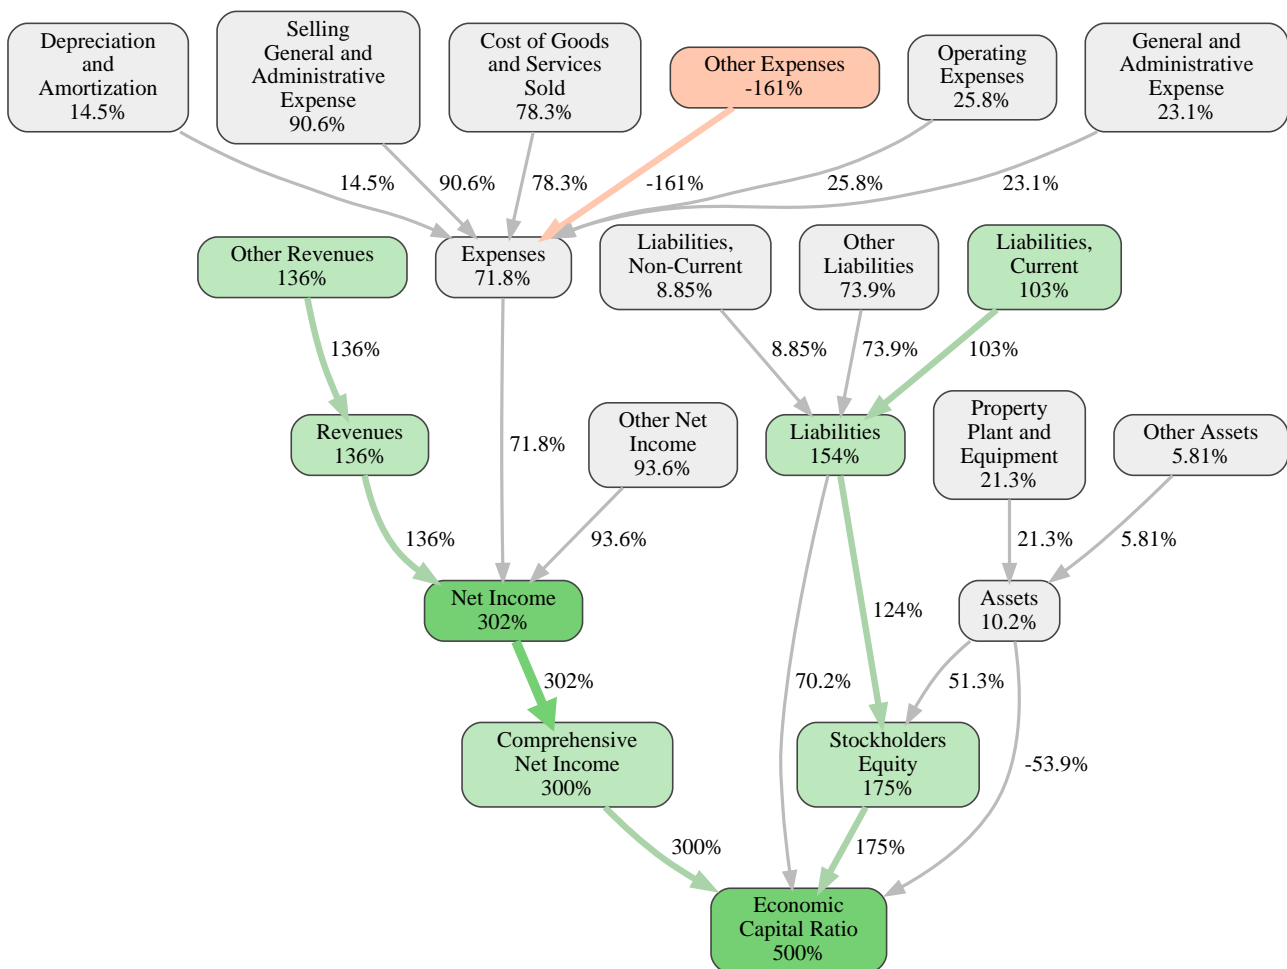 Depreciation
and
Amortization
14.5%
Selling
General and
Administrative
Expense
90.6%
Cost of Goods
and Services
Sold
78.3%
Other Expenses
-161%
Operating
Expenses
25.8%
General and
Administrative
Expense
23.1%
14.5%
90.6%
78.3%
-161%
25.8%
23.1%
Other Revenues
136%
Expenses
71.8%
Liabilities,
Non-Current
8.85%
Other
Liabilities
73.9%
Liabilities,
Current
103%
136%
8.85%
73.9%
103%
Revenues
136%
71.8%
Other Net
Income
93.6%
Liabilities
154%
Property
Plant and
Equipment
21.3%
Other Assets
5.81%
136%
93.6%
21.3%
5.81%
Net Income
302%
124%
Assets
10.2%
302%
70.2%
51.3%
Comprehensive
Net Income
300%
Stockholders
Equity
175%
-53.9%
300%
175%
Economic
Capital Ratio
500%